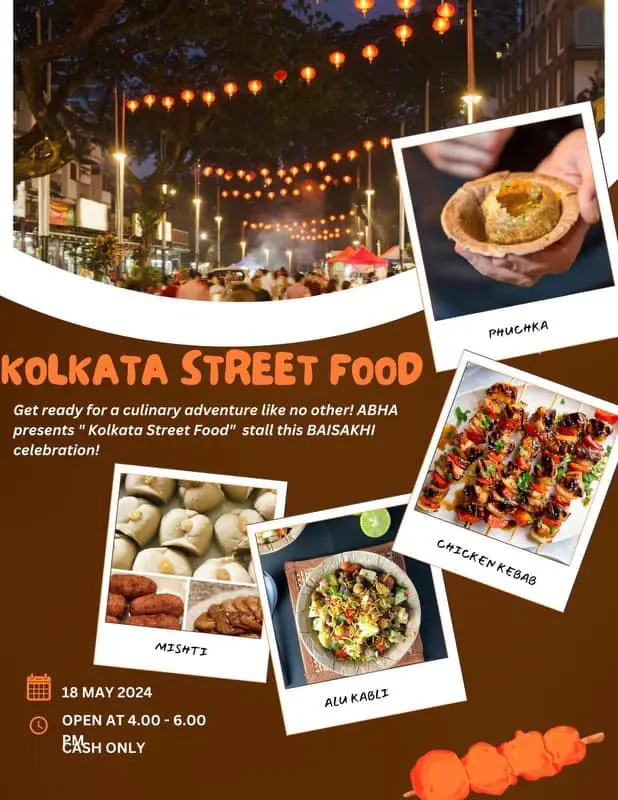 PHUCHKA
KOLKATA STREET FOOD
Get ready for a culinary adventure like no other! ABHA
presents " Kolkata Street Food" stall this BAISAKHI
celebration!
CHICKEN KEBAB
MISHTI
ALU KABLI
18 MAY 2024
OPEN AT 4.00 - 6.00
PM
CASH ONLY